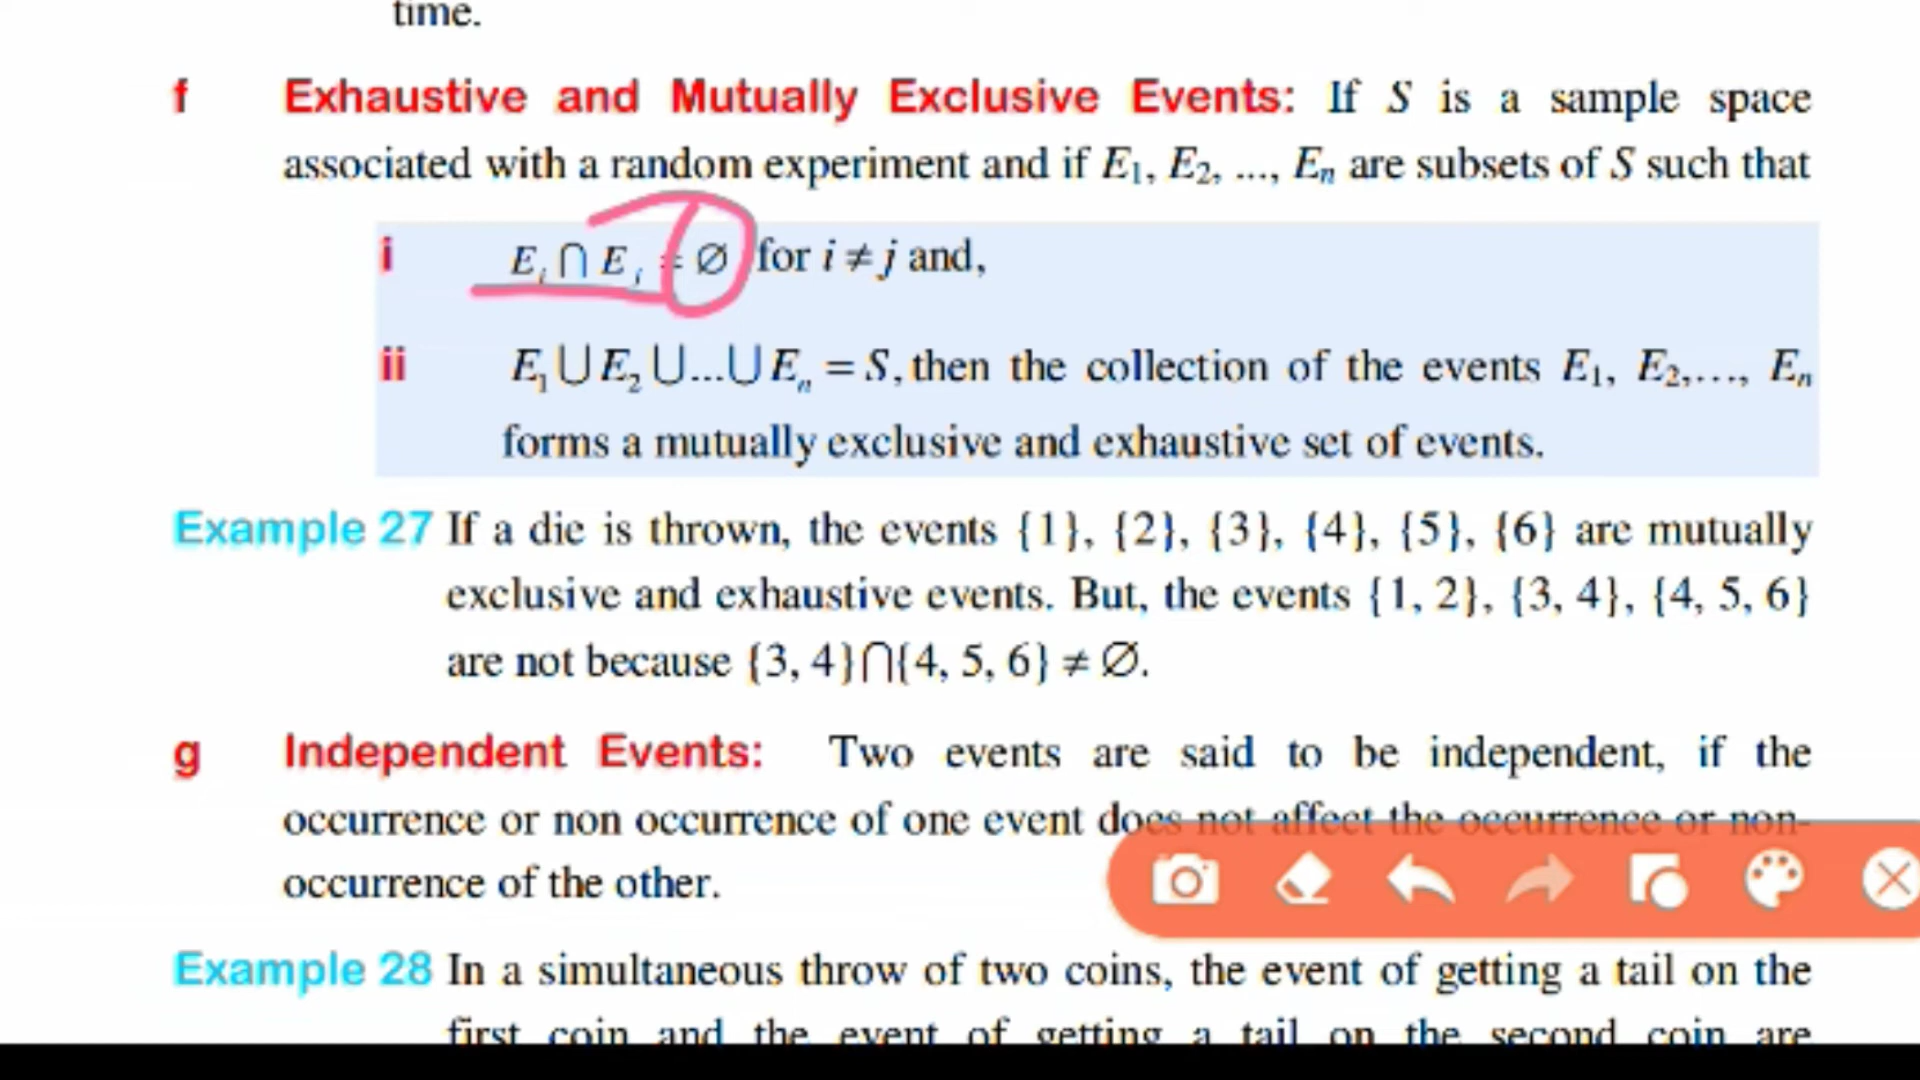 time.
f Exhaustive and Mutually Exclusive Events: If S is a sample space
associated with a random experiment and if E₁, E₂, ..., Eₙ are subsets of S such that
i Eᵢ ⋂ Eⱼ = ∅ for i ≠ j and,
ii E₁ ⋃ E₂ ⋃ ... ⋃ Eₙ = S, then the collection of the events E₁, E₂,…, Eₙ
forms a mutually exclusive and exhaustive set of events.
Example 27 If a die is thrown, the events {1}, {2}, {3}, {4}, {5}, {6} are mutually
exclusive and exhaustive events. But, the events {1, 2}, {3, 4}, {4, 5, 6}
are not because {3, 4}⋂{4, 5, 6} ≠ ∅.
g Independent Events: Two events are said to be independent, if the
occurrence or non occurrence of one event does not affect the occurrence or non-
occurrence of the other.
Example 28 In a simultaneous throw of two coins, the event of getting a tail on the
first coin and the event of getting a tail on the second coin are